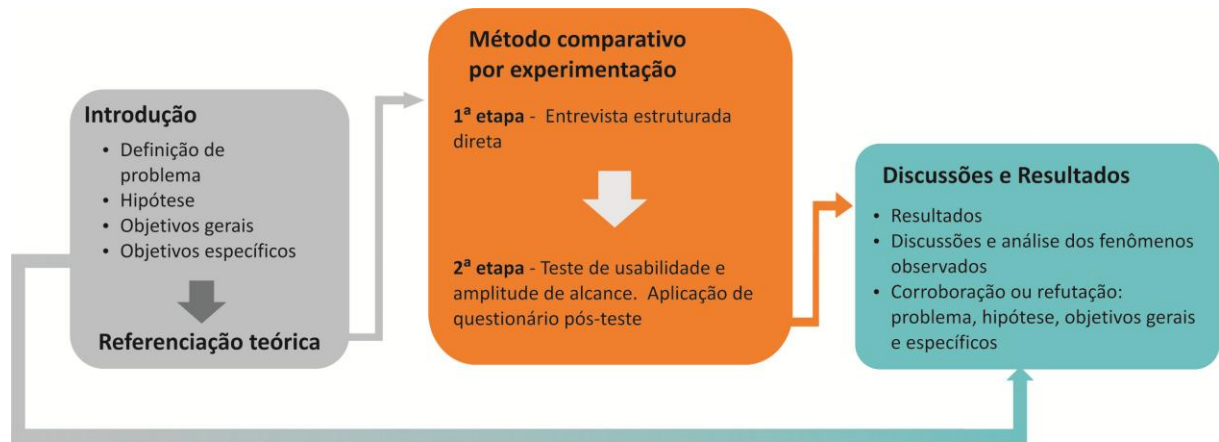 Introdução
• Definição de
problema
• Hipótese
• Objetivos gerais
• Objetivos específicos
Referenciação teórica
Método comparativo
por experimentação
1ª etapa - Entrevista estruturada
direta
2ª etapa - Teste de usabilidade e
amplitude de alcance. Aplicação de
questionário pós-teste
Discussões e Resultados
• Resultados
• Discussões e análise dos fenômenos
observados
• Corroboração ou refutação:
problema, hipótese, objetivos gerais
e específicos